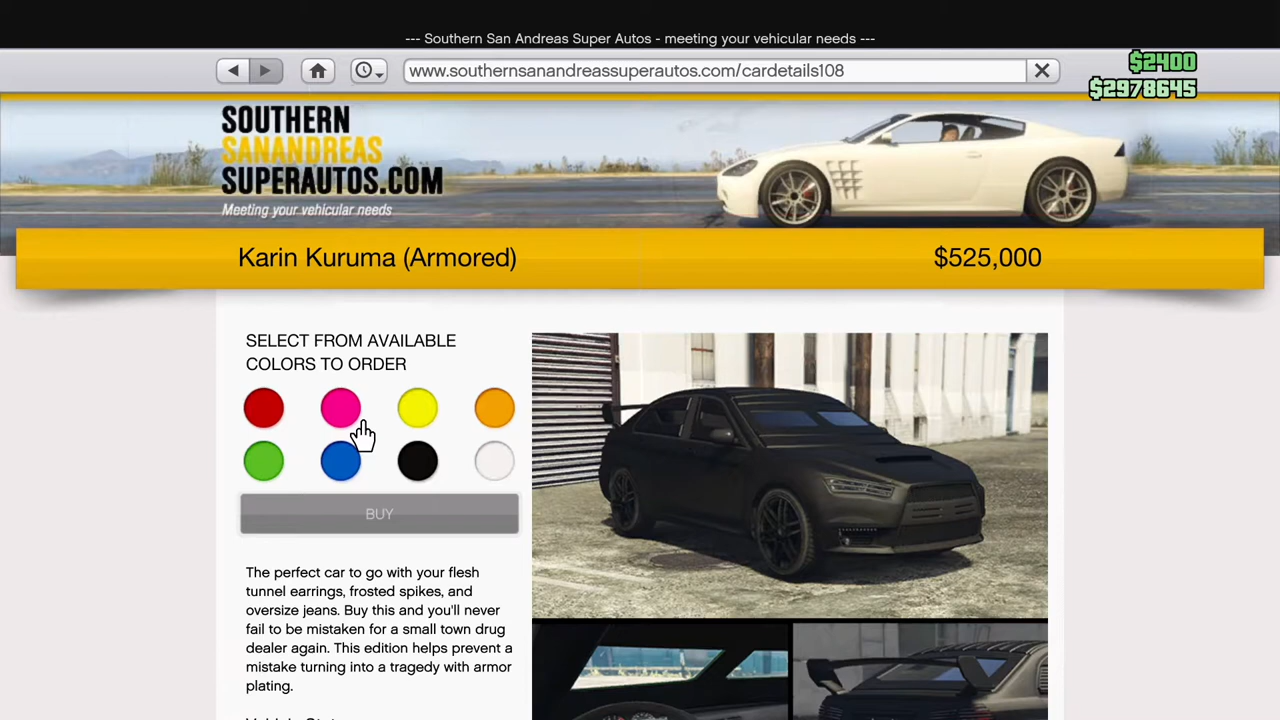 --- Southern San Andreas Super Autos - meeting your vehicular needs ---
www.southernsanandreassuperautos.com/cardetails108
$2400
$2978645
SOUTHERN
SANANDREAS
SUPERAUTOS.COM
Meeting your vehicular needs
Karin Kuruma (Armored)
$525,000
SELECT FROM AVAILABLE
COLORS TO ORDER
BUY
The perfect car to go with your flesh
tunnel earrings, frosted spikes, and
oversize jeans. Buy this and you'll never
fail to be mistaken for a small town drug
dealer again. This edition helps prevent a
mistake turning into a tragedy with armor
plating.